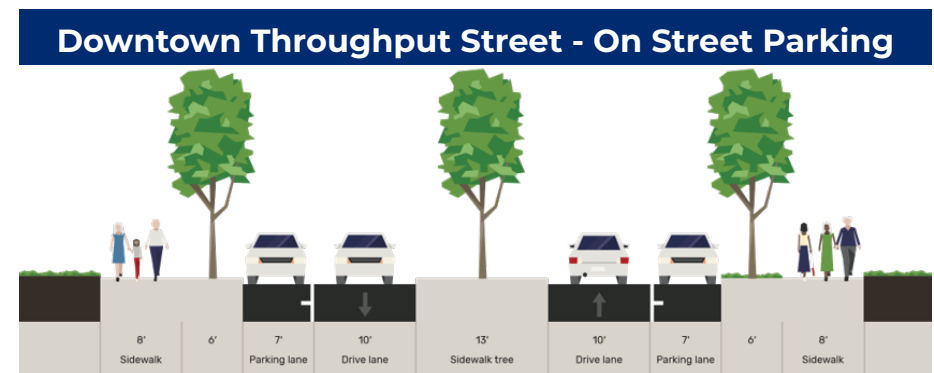 Downtown Throughput Street - On Street Parking
8' 6' 7' 10' 13' 10' 7' 6' 8'
Sidewalk Parking lane Drive lane Sidewalk tree Drive lane Parking lane Sidewalk